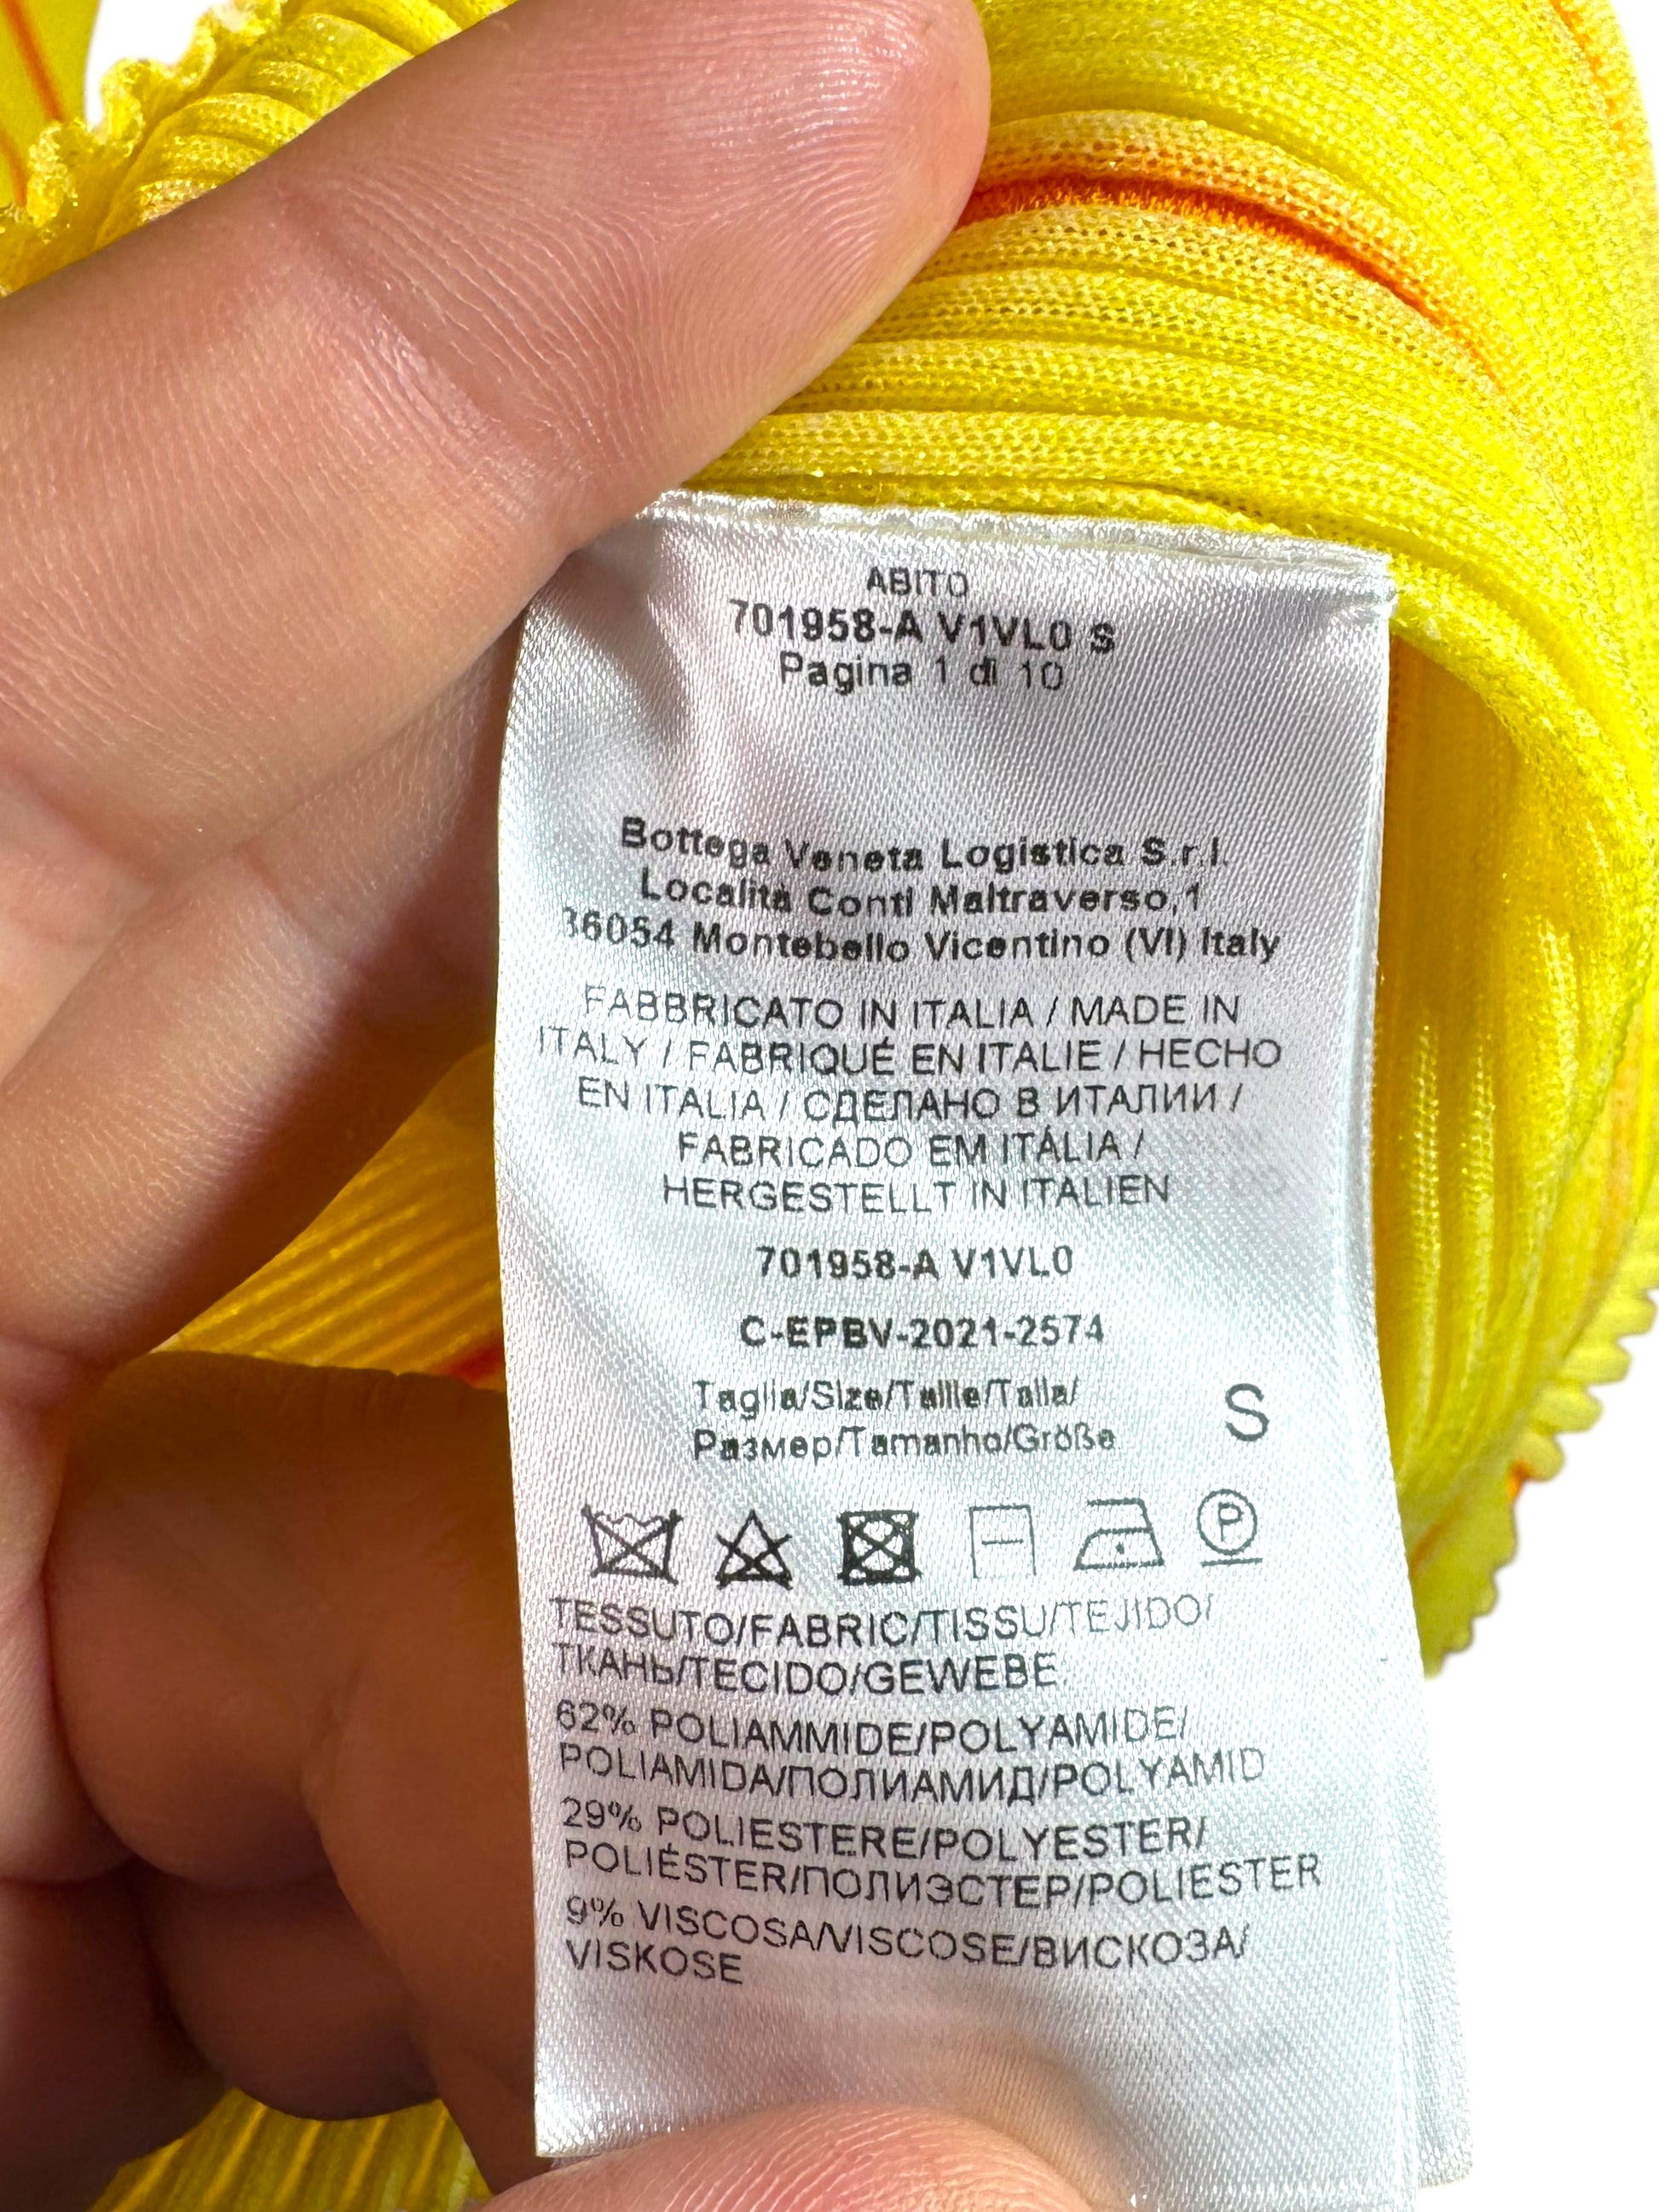 ABITO
701958-A V1VL0 S
Pagina 1 di 10
Bottega Veneta Logistica S.r.l.
Località Conti Maltraverso,1
36054 Montebello Vicentino (VI) Italy
FABBRICATO IN ITALIA / MADE IN
ITALY / FABRIQUÉ EN ITALIE / HECHO
EN ITALIA / СДЕЛАНО В ИТАЛИИ /
FABRICADO EM ITÁLIA /
HERGESTELLT IN ITALIEN
701958-A V1VL0
C-EPBV-2021-2574
Taglia/Size/Taille/Talla/
Размер/Tamanho/Größe
S
P
TESSUTO/FABRIC/TISSU/TEJIDO/
ТКАНЬ/TECIDO/GEWEBE
62% POLIAMMIDE/POLYAMIDE/
POLIAMIDA/ПОЛИАМИД/POLYAMID
29% POLIESTERE/POLYESTER/
POLIÉSTER/ПОЛИЭСТЕР/POLIESTER
9% VISCOSA/VISCOSE/ВИСКОЗА/
VISKOSE